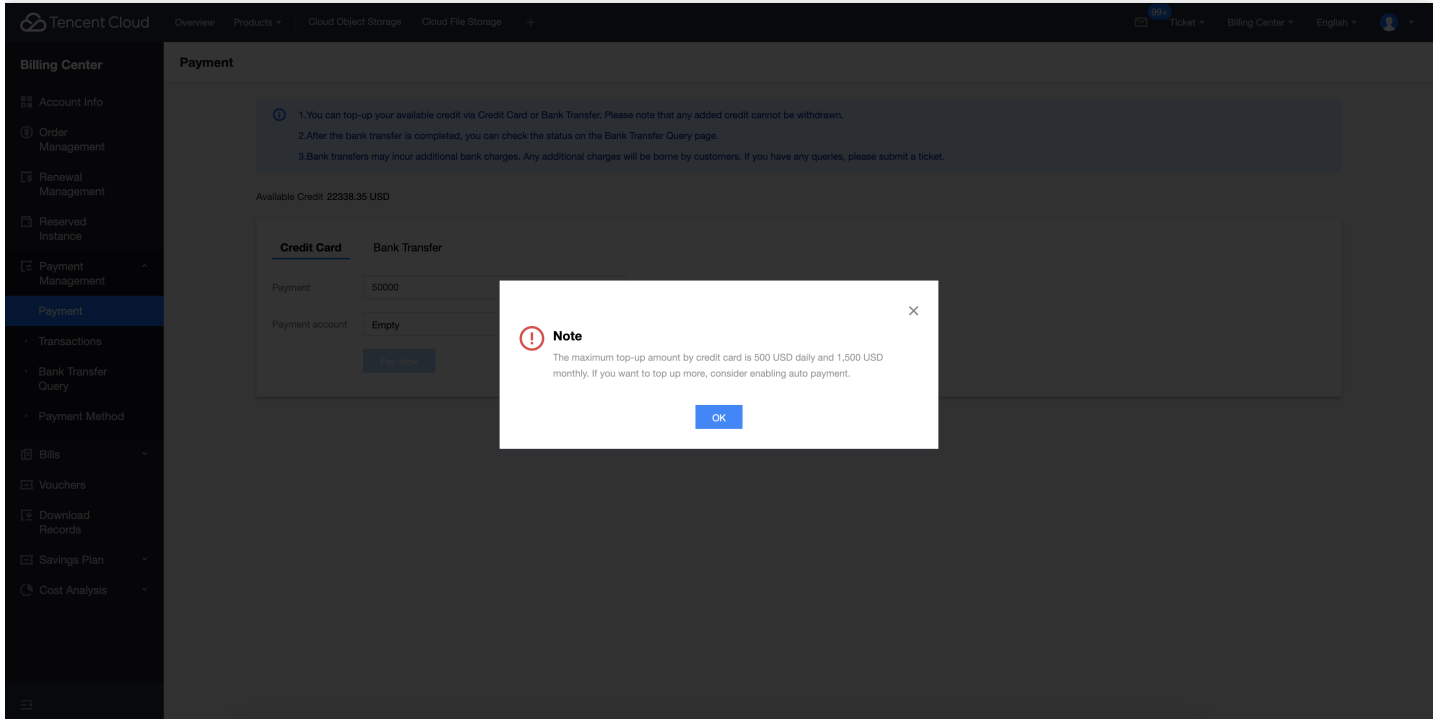 Tencent Cloud
Overview
Products
Cloud Object Storage
Cloud File Storage
+
99+
Ticket
Billing Center
English
Billing Center
Account Info
Order
Management
Renewal
Management
Reserved
Instance
Payment
Management
Payment
Transactions
Bank Transfer
Query
Payment Method
Bills
Vouchers
Download
Records
Savings Plan
Cost Analysis
Payment
1.You can top-up your available credit via Credit Card or Bank Transfer. Please note that any added credit cannot be withdrawn.
2.After the bank transfer is completed, you can check the status on the Bank Transfer Query page.
3.Bank transfers may incur additional bank charges. Any additional charges will be borne by customers. If you have any queries, please submit a ticket.
Available Credit 22338.35 USD
Credit Card
Bank Transfer
Payment
50000
Payment account
Empty
Pay Now
Note
The maximum top-up amount by credit card is 500 USD daily and 1,500 USD
monthly. If you want to top up more, consider enabling auto payment.
OK